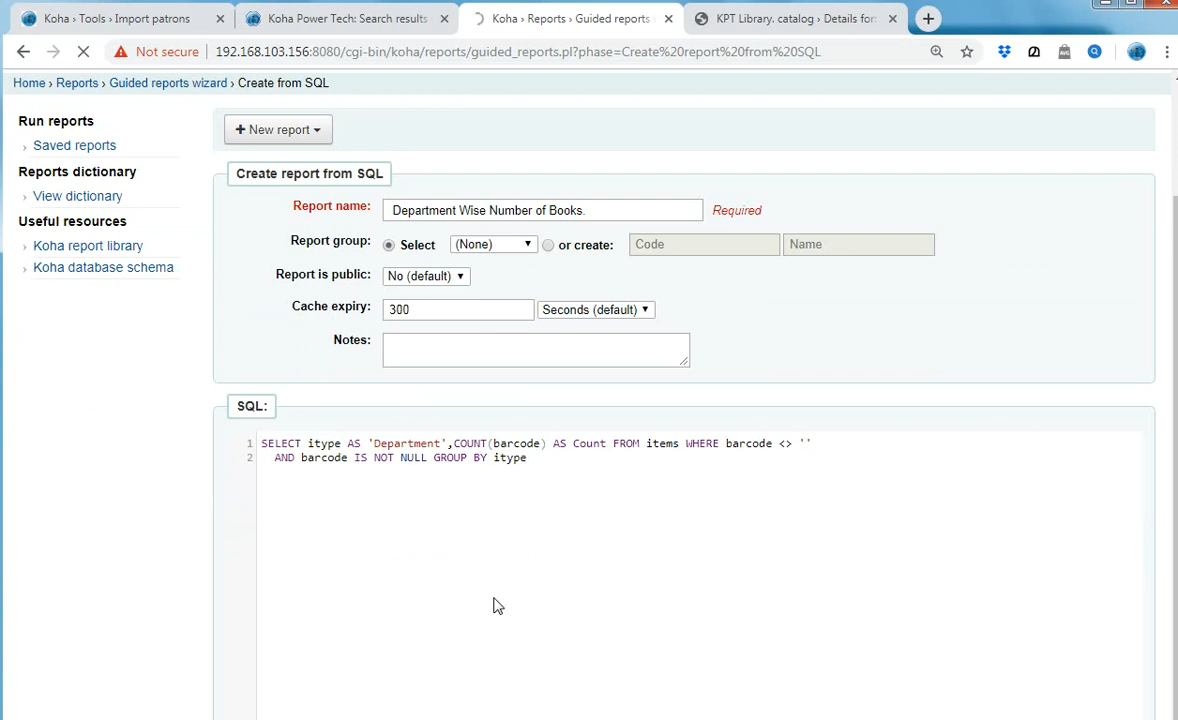 Koha › Tools › Import patrons
Koha Power Tech: Search results
Koha › Reports › Guided reports
KPT Library. catalog › Details for
Not secure 192.168.103.156:8080/cgi-bin/koha/reports/guided_reports.pl?phase=Create%20report%20from%20SQL
Home › Reports › Guided reports wizard › Create from SQL
Run reports
Saved reports
Reports dictionary
View dictionary
Useful resources
Koha report library
Koha database schema
New report
Create report from SQL
Report name: Department Wise Number of Books. Required
Report group: Select (None) or create: Code Name
Report is public: No (default)
Cache expiry: 300 Seconds (default)
Notes:
SQL:
1 SELECT itype AS 'Department',COUNT(barcode) AS Count FROM items WHERE barcode <> ''
2 AND barcode IS NOT NULL GROUP BY itype